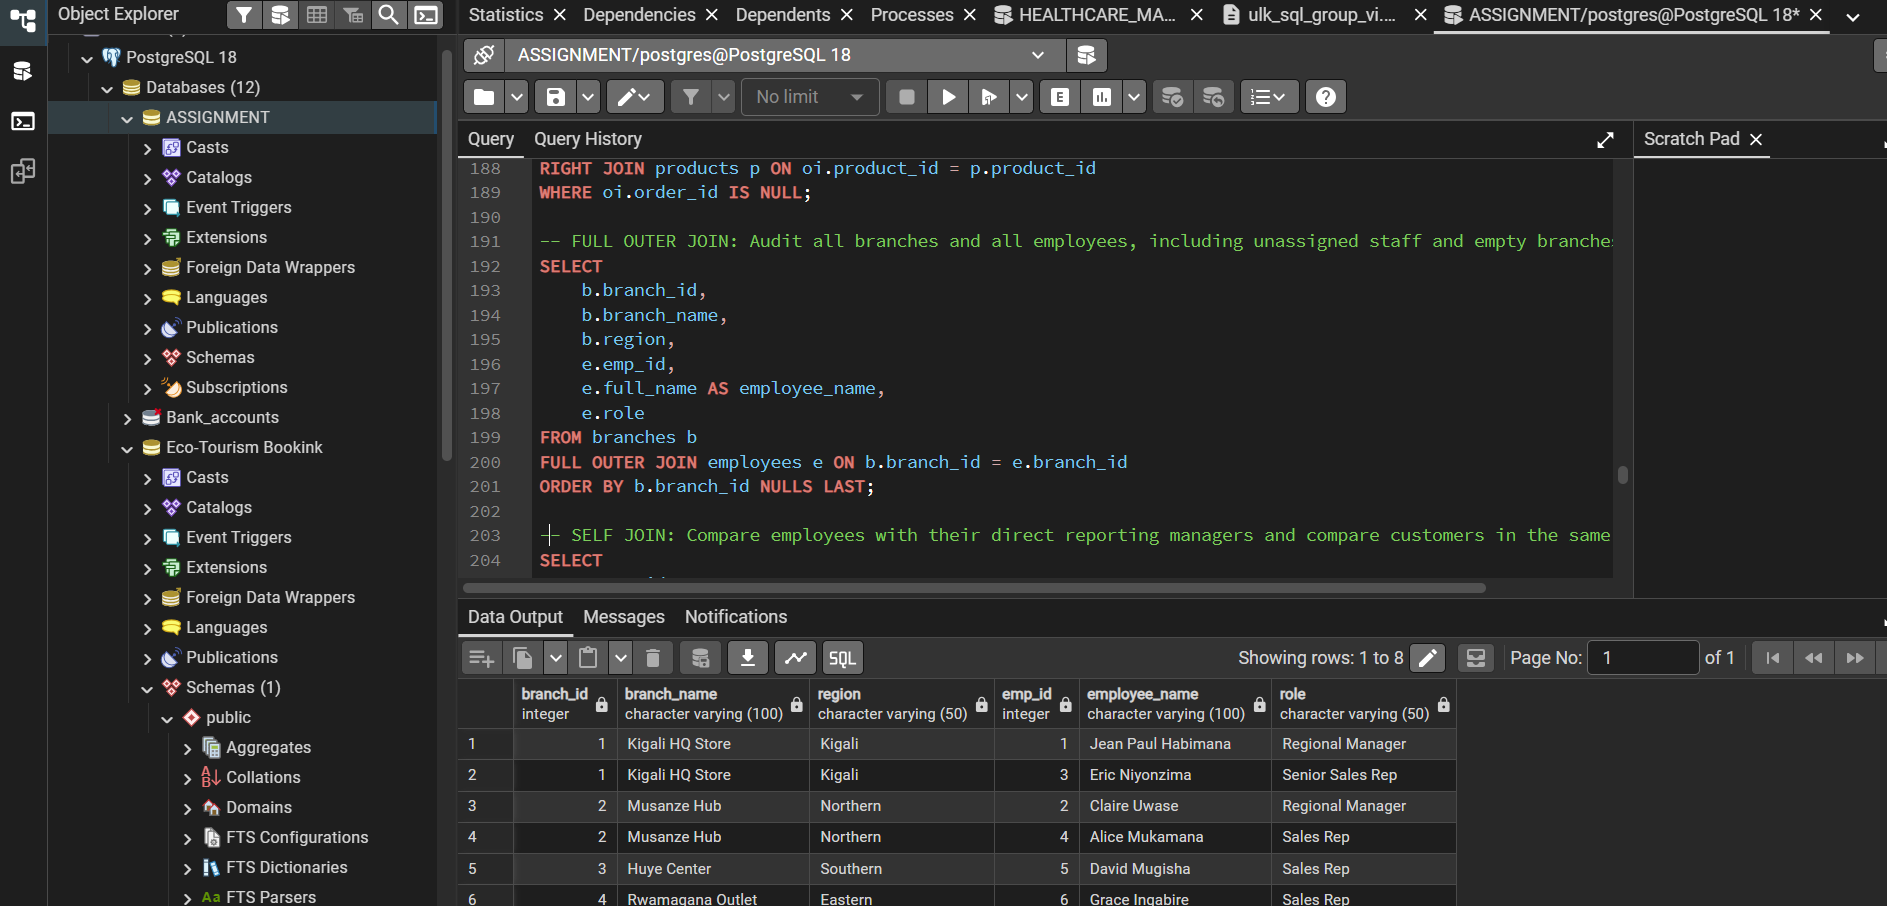 Object Explorer
Statistics
Dependencies
Dependents
Processes
HEALTHCARE_MA...
ulk_sql_group_vi....
ASSIGNMENT/postgres@PostgreSQL 18*
PostgreSQL 18
Databases (12)
ASSIGNMENT
Casts
Catalogs
Event Triggers
Extensions
Foreign Data Wrappers
Languages
Publications
Schemas
Subscriptions
Bank_accounts
Eco-Tourism Bookink
Casts
Catalogs
Event Triggers
Extensions
Foreign Data Wrappers
Languages
Publications
Schemas (1)
public
Aggregates
Collations
Domains
FTS Configurations
FTS Dictionaries
Aa FTS Parsers
ASSIGNMENT/postgres@PostgreSQL 18
No limit
E
Query Query History
Scratch Pad
188 RIGHT JOIN products p ON oi.product_id = p.product_id
189 WHERE oi.order_id IS NULL;
190
191 -- FULL OUTER JOIN: Audit all branches and all employees, including unassigned staff and empty branches
192 SELECT
193 b.branch_id,
194 b.branch_name,
195 b.region,
196 e.emp_id,
197 e.full_name AS employee_name,
198 e.role
199 FROM branches b
200 FULL OUTER JOIN employees e ON b.branch_id = e.branch_id
201 ORDER BY b.branch_id NULLS LAST;
202
203 -- SELF JOIN: Compare employees with their direct reporting managers and compare customers in the same
204 SELECT
Data Output Messages Notifications
SQL
Showing rows: 1 to 8
Page No: 1 of 1
branch_id branch_name region emp_id employee_name role
integer character varying (100) character varying (50) integer character varying (100) character varying (50)
1 1 Kigali HQ Store Kigali 1 Jean Paul Habimana Regional Manager
2 1 Kigali HQ Store Kigali 3 Eric Niyonzima Senior Sales Rep
3 2 Musanze Hub Northern 2 Claire Uwase Regional Manager
4 2 Musanze Hub Northern 4 Alice Mukamana Sales Rep
5 3 Huye Center Southern 5 David Mugisha Sales Rep
6 4 Rwamagana Outlet Eastern 6 Grace Ingabire Sales Rep